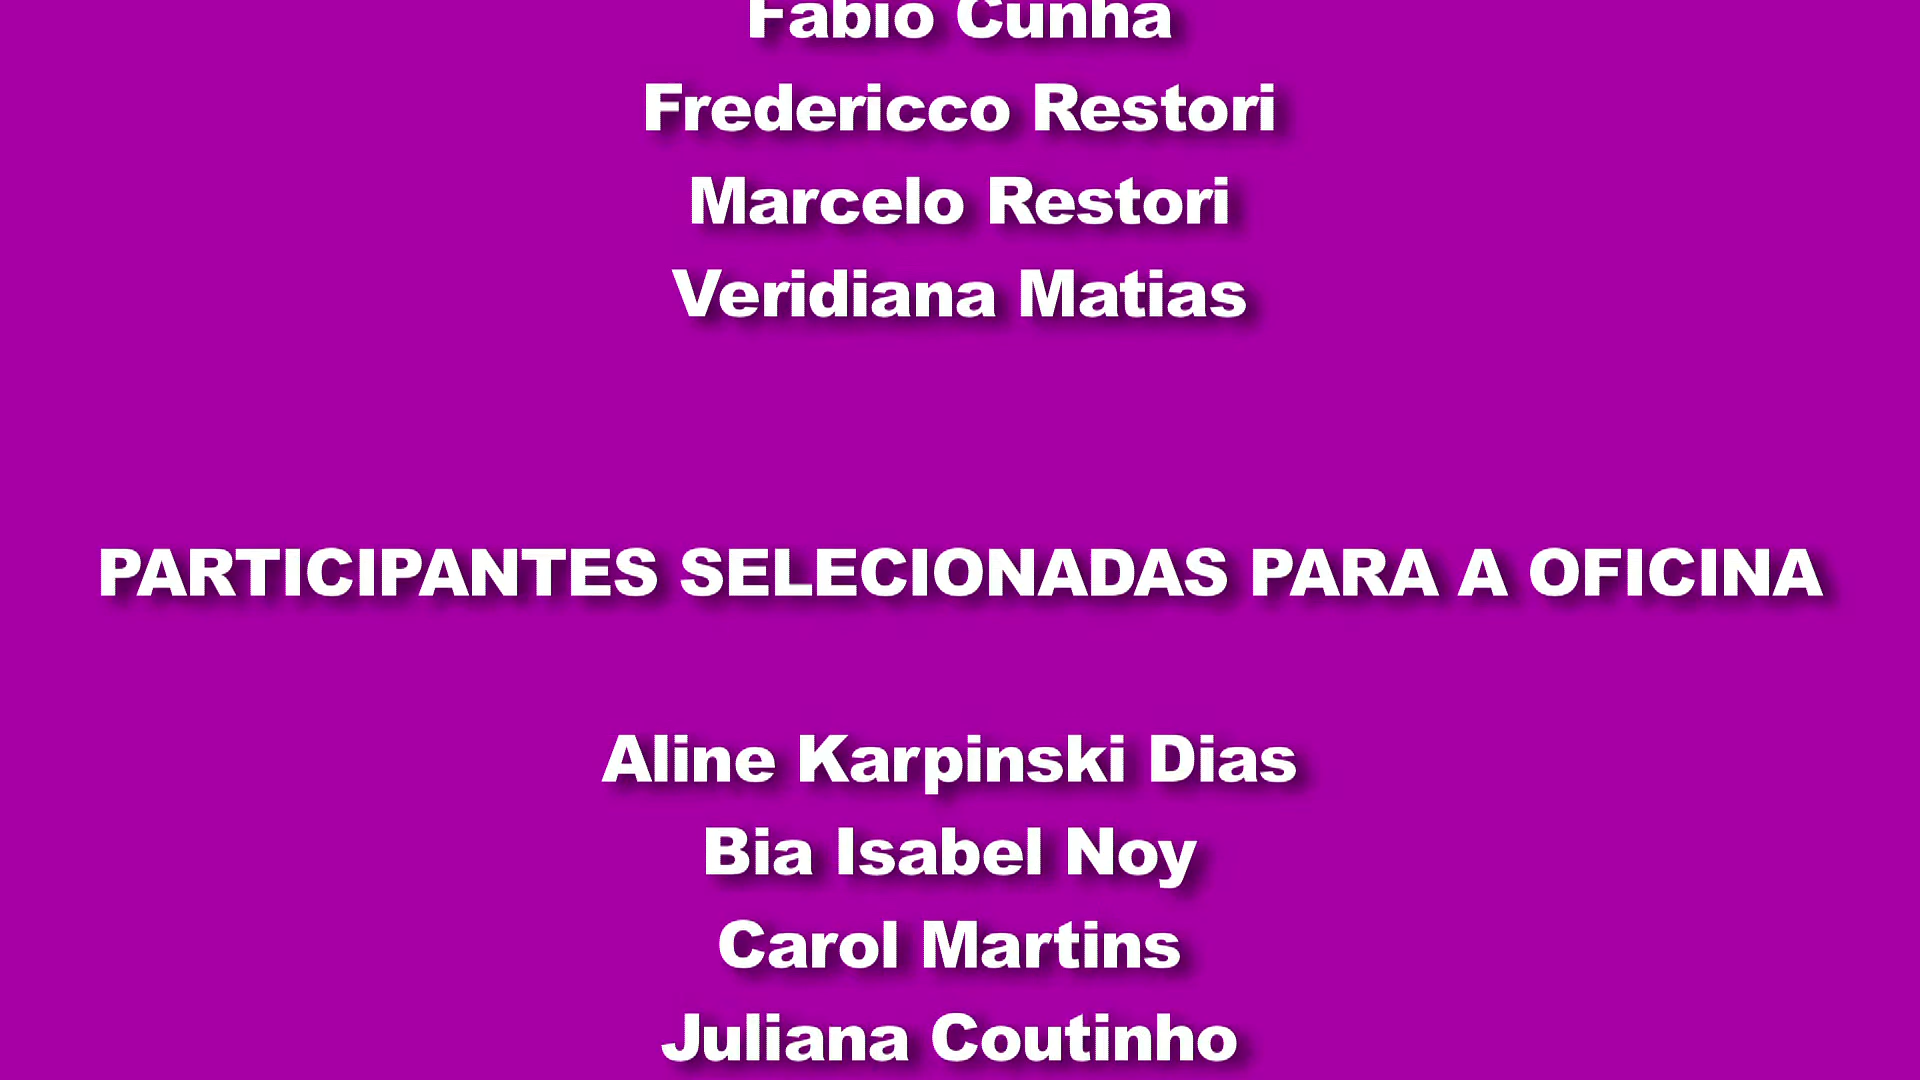 Fabio Cunha
Fredericco Restori
Marcelo Restori
Veridiana Matias
PARTICIPANTES SELECIONADAS PARA A OFICINA
Aline Karpinski Dias
Bia Isabel Noy
Carol Martins
Juliana Coutinho